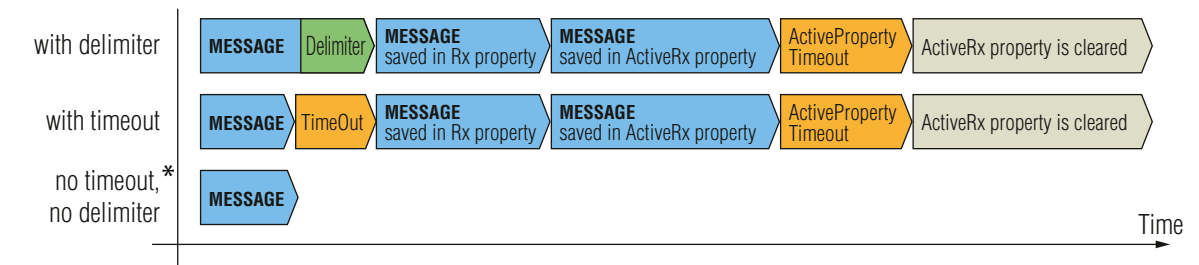 with delimiter
MESSAGE
Delimiter
MESSAGE
saved in Rx property
MESSAGE
saved in ActiveRx property
ActiveProperty
Timeout
ActiveRx property is cleared
with timeout
MESSAGE
TimeOut
MESSAGE
saved in Rx property
MESSAGE
saved in ActiveRx property
ActiveProperty
Timeout
ActiveRx property is cleared
no timeout,*
no delimiter
MESSAGE
Time